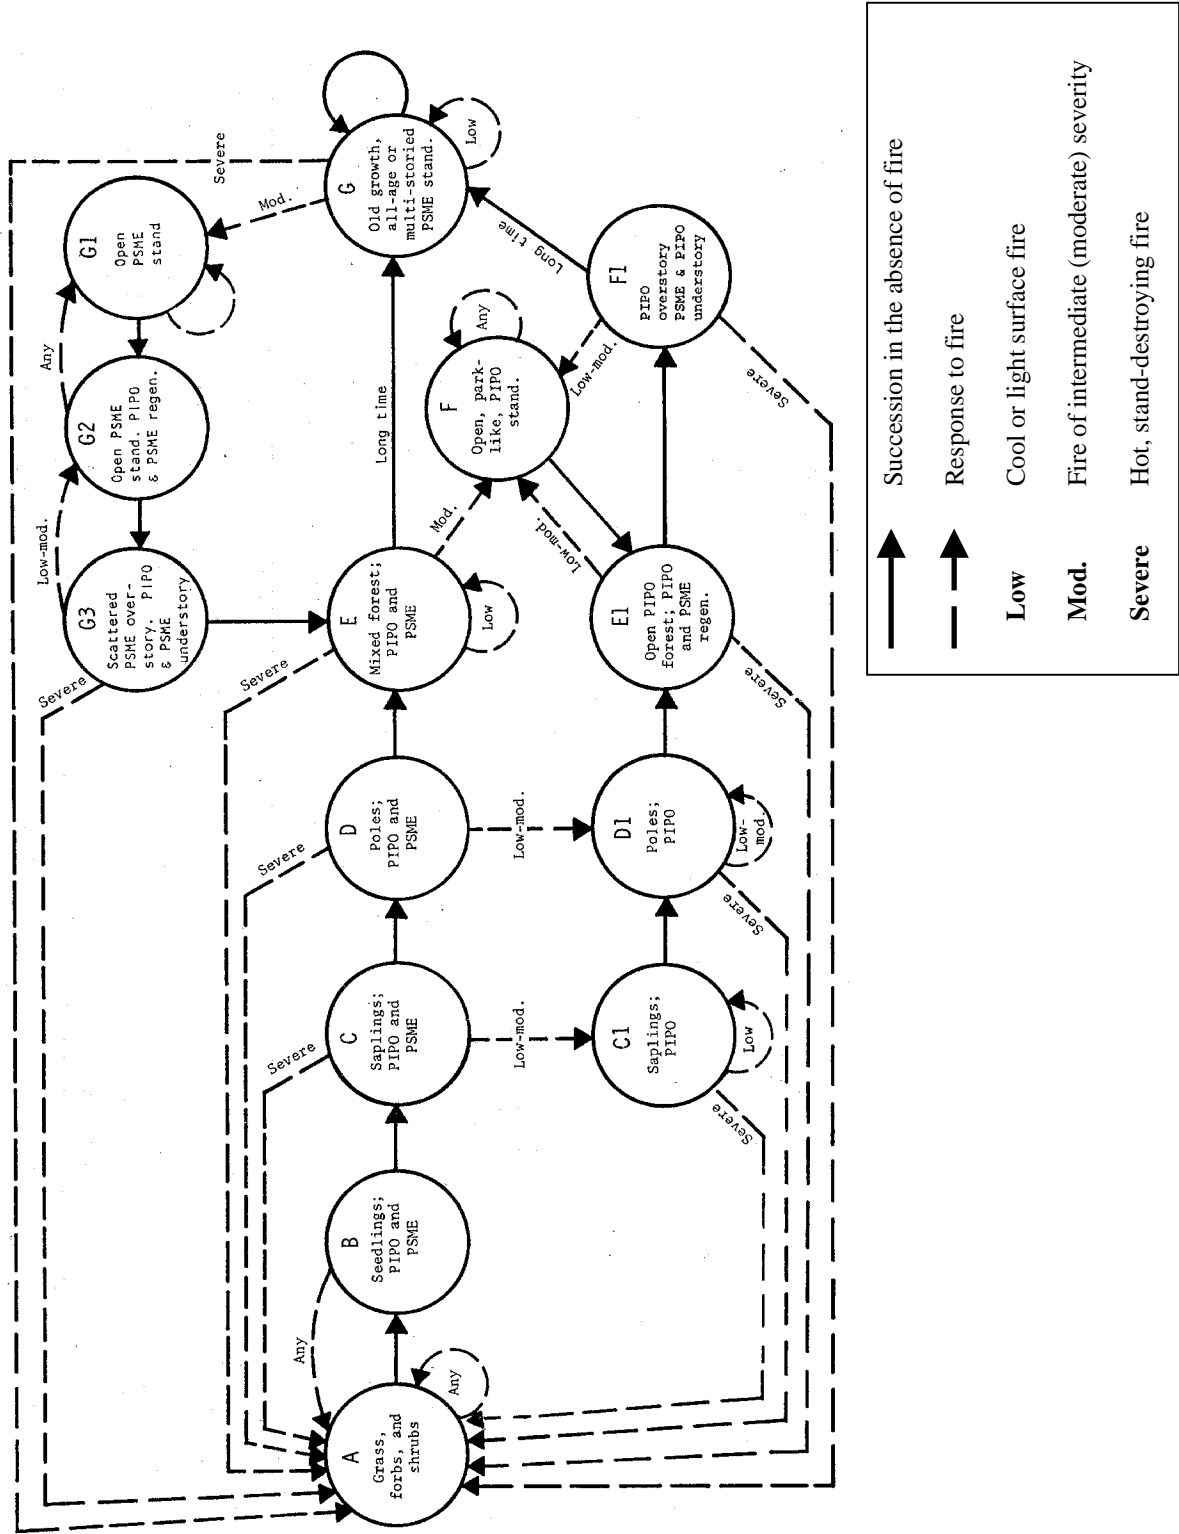 Severe
Severe
G3
Scattered
PSME over-
story. PIPO
& PSME
understory
Low-mod.
G2
Open PSME
stand. PIPO
& PSME regen.
Any
G1
Open
PSME
stand
Mod.
Severe
Severe
Severe
Severe
Any
A
Grass,
forbs, and
shrubs
Any
B
Seedlings;
PIPO and
PSME
C
Saplings;
PIPO and
PSME
D
Poles;
PIPO and
PSME
E
Mixed forest;
PIPO and
PSME
Low
Long time
G
Old growth,
all-age or
multi-storied
PSME stand.
Low
Low-mod.
Low-mod.
Mod.
F
Open, park-
like, PIPO
stand.
Any
Low-mod.
Low-mod.
Long time
C1
Saplings;
PIPO
Low
D1
Poles;
PIPO
Low-
mod.
E1
Open PIPO
forest; PIPO
and PSME
regen.
F1
PIPO
overstory
PSME & PIPO
understory
Severe
Severe
Severe
Severe
Succession in the absence of fire
Response to fire
Low Cool or light surface fire
Mod. Fire of intermediate (moderate) severity
Severe Hot, stand-destroying fire